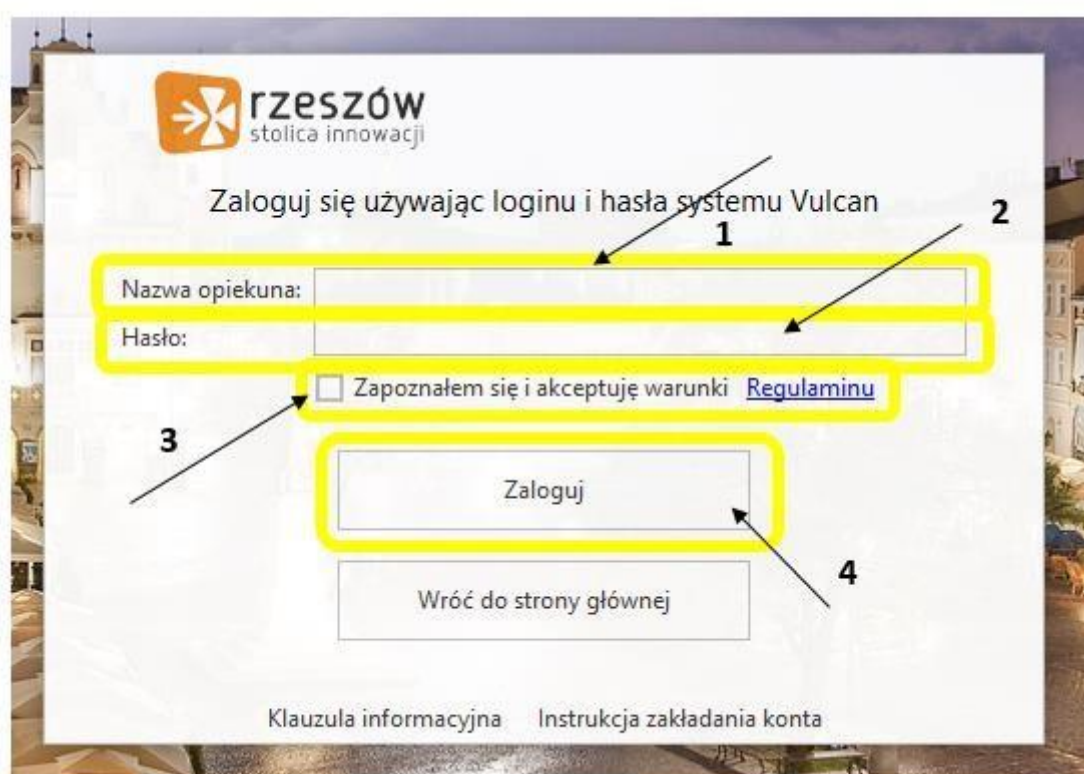 rzeszów
stolica innowacji
Zaloguj się używając loginu i hasła systemu Vulcan
1
2
Nazwa opiekuna:
Hasło:
Zapoznałem się i akceptuję warunki Regulaminu
3
Zaloguj
4
Wróć do strony głównej
Klauzula informacyjna Instrukcja zakładania konta